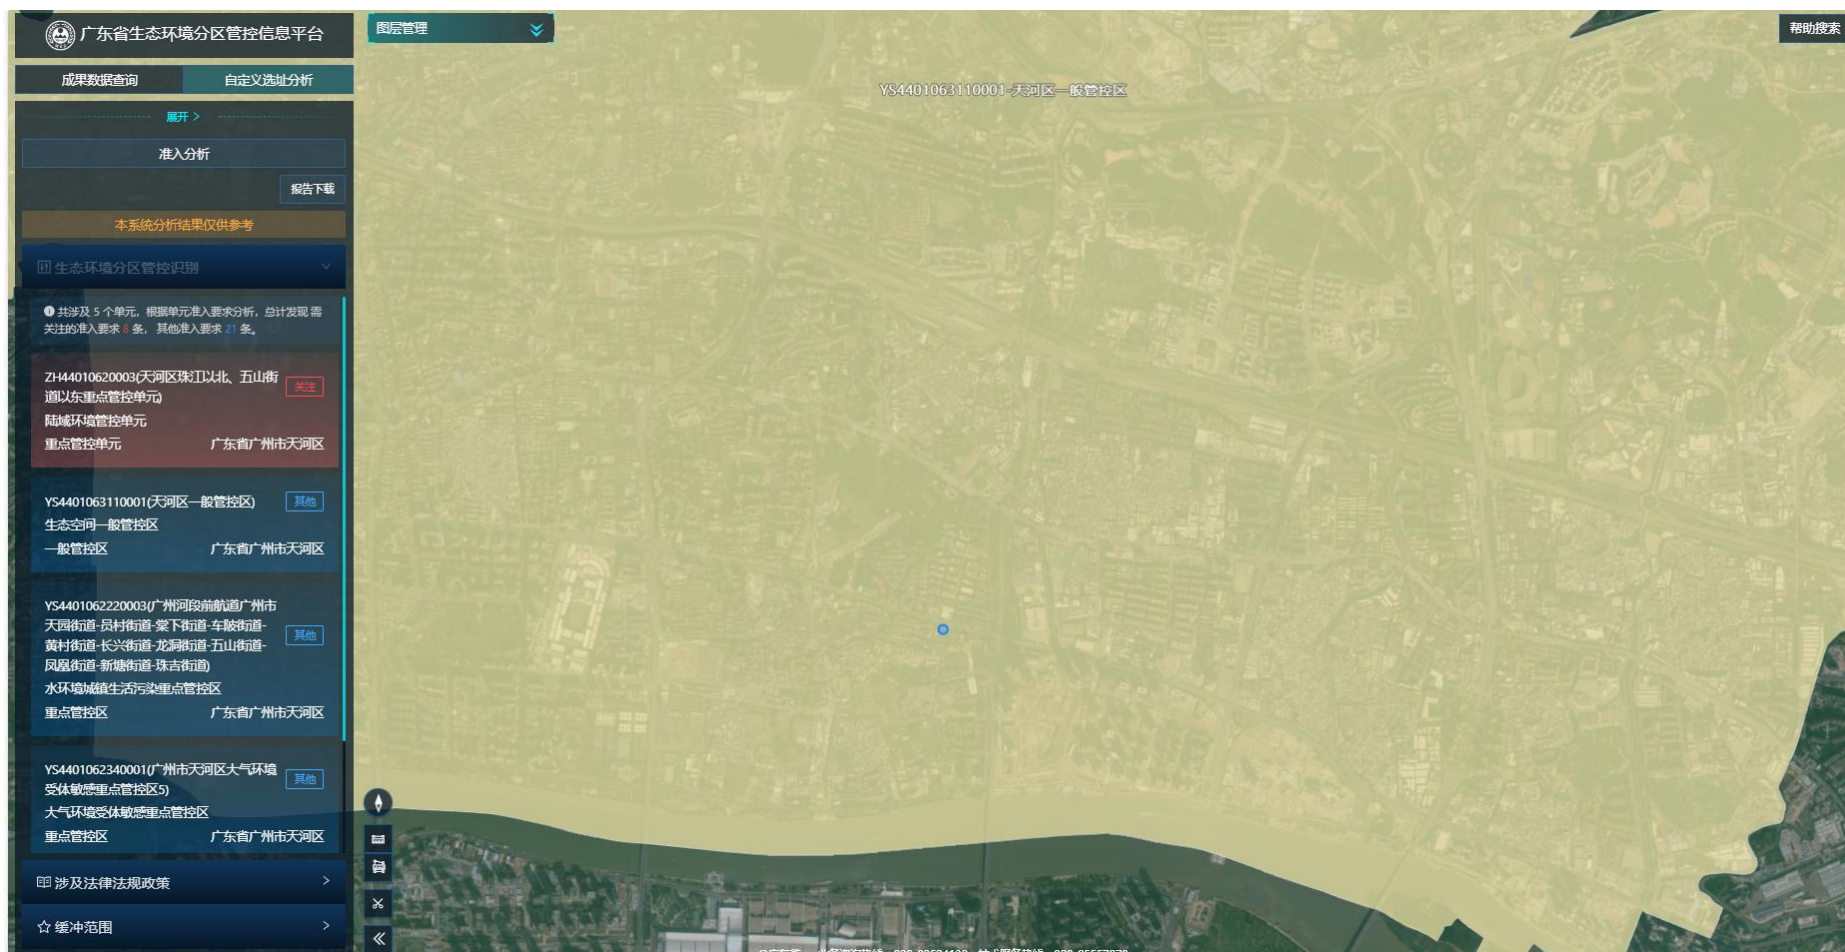 广东省生态环境分区管控信息平台
图层管理
帮助搜索
成果数据查询
自定义选址分析
YS4401063110001-天河区一般管控区
展开 >
准入分析
报告下载
本系统分析结果仅供参考
生态环境分区管控识别
共涉及 5 个单元，根据单元准入要求分析，总计发现 需
关注的准入要求 8 条， 其他准入要求 21 条。
ZH44010620003(天河区珠江以北、五山街
道以东重点管控单元)
关注
陆域环境管控单元
重点管控单元 广东省广州市天河区
YS4401063110001(天河区一般管控区)
其他
生态空间一般管控区
一般管控区 广东省广州市天河区
YS4401062220003(广州河段前航道广州市
天园街道-员村街道-棠下街道-车陂街道-
黄村街道-长兴街道-龙洞街道-五山街道-
凤凰街道-新塘街道-珠吉街道)
其他
水环境城镇生活污染重点管控区
重点管控区 广东省广州市天河区
YS4401062340001(广州市天河区大气环境
受体敏感重点管控区5)
其他
大气环境受体敏感重点管控区
重点管控区 广东省广州市天河区
涉及法律法规政策 >
缓冲范围 >